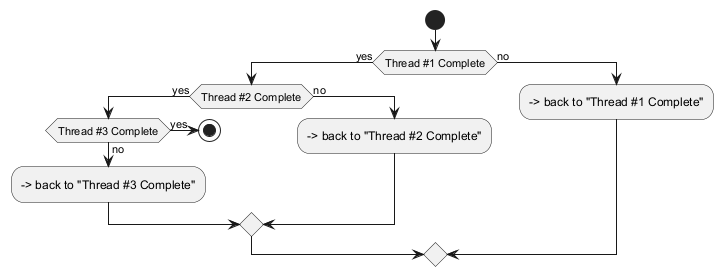 yes
Thread #1 Complete
no
yes
Thread #2 Complete
no
-> back to "Thread #1 Complete"
Thread #3 Complete
yes
-> back to "Thread #2 Complete"
no
-> back to "Thread #3 Complete"